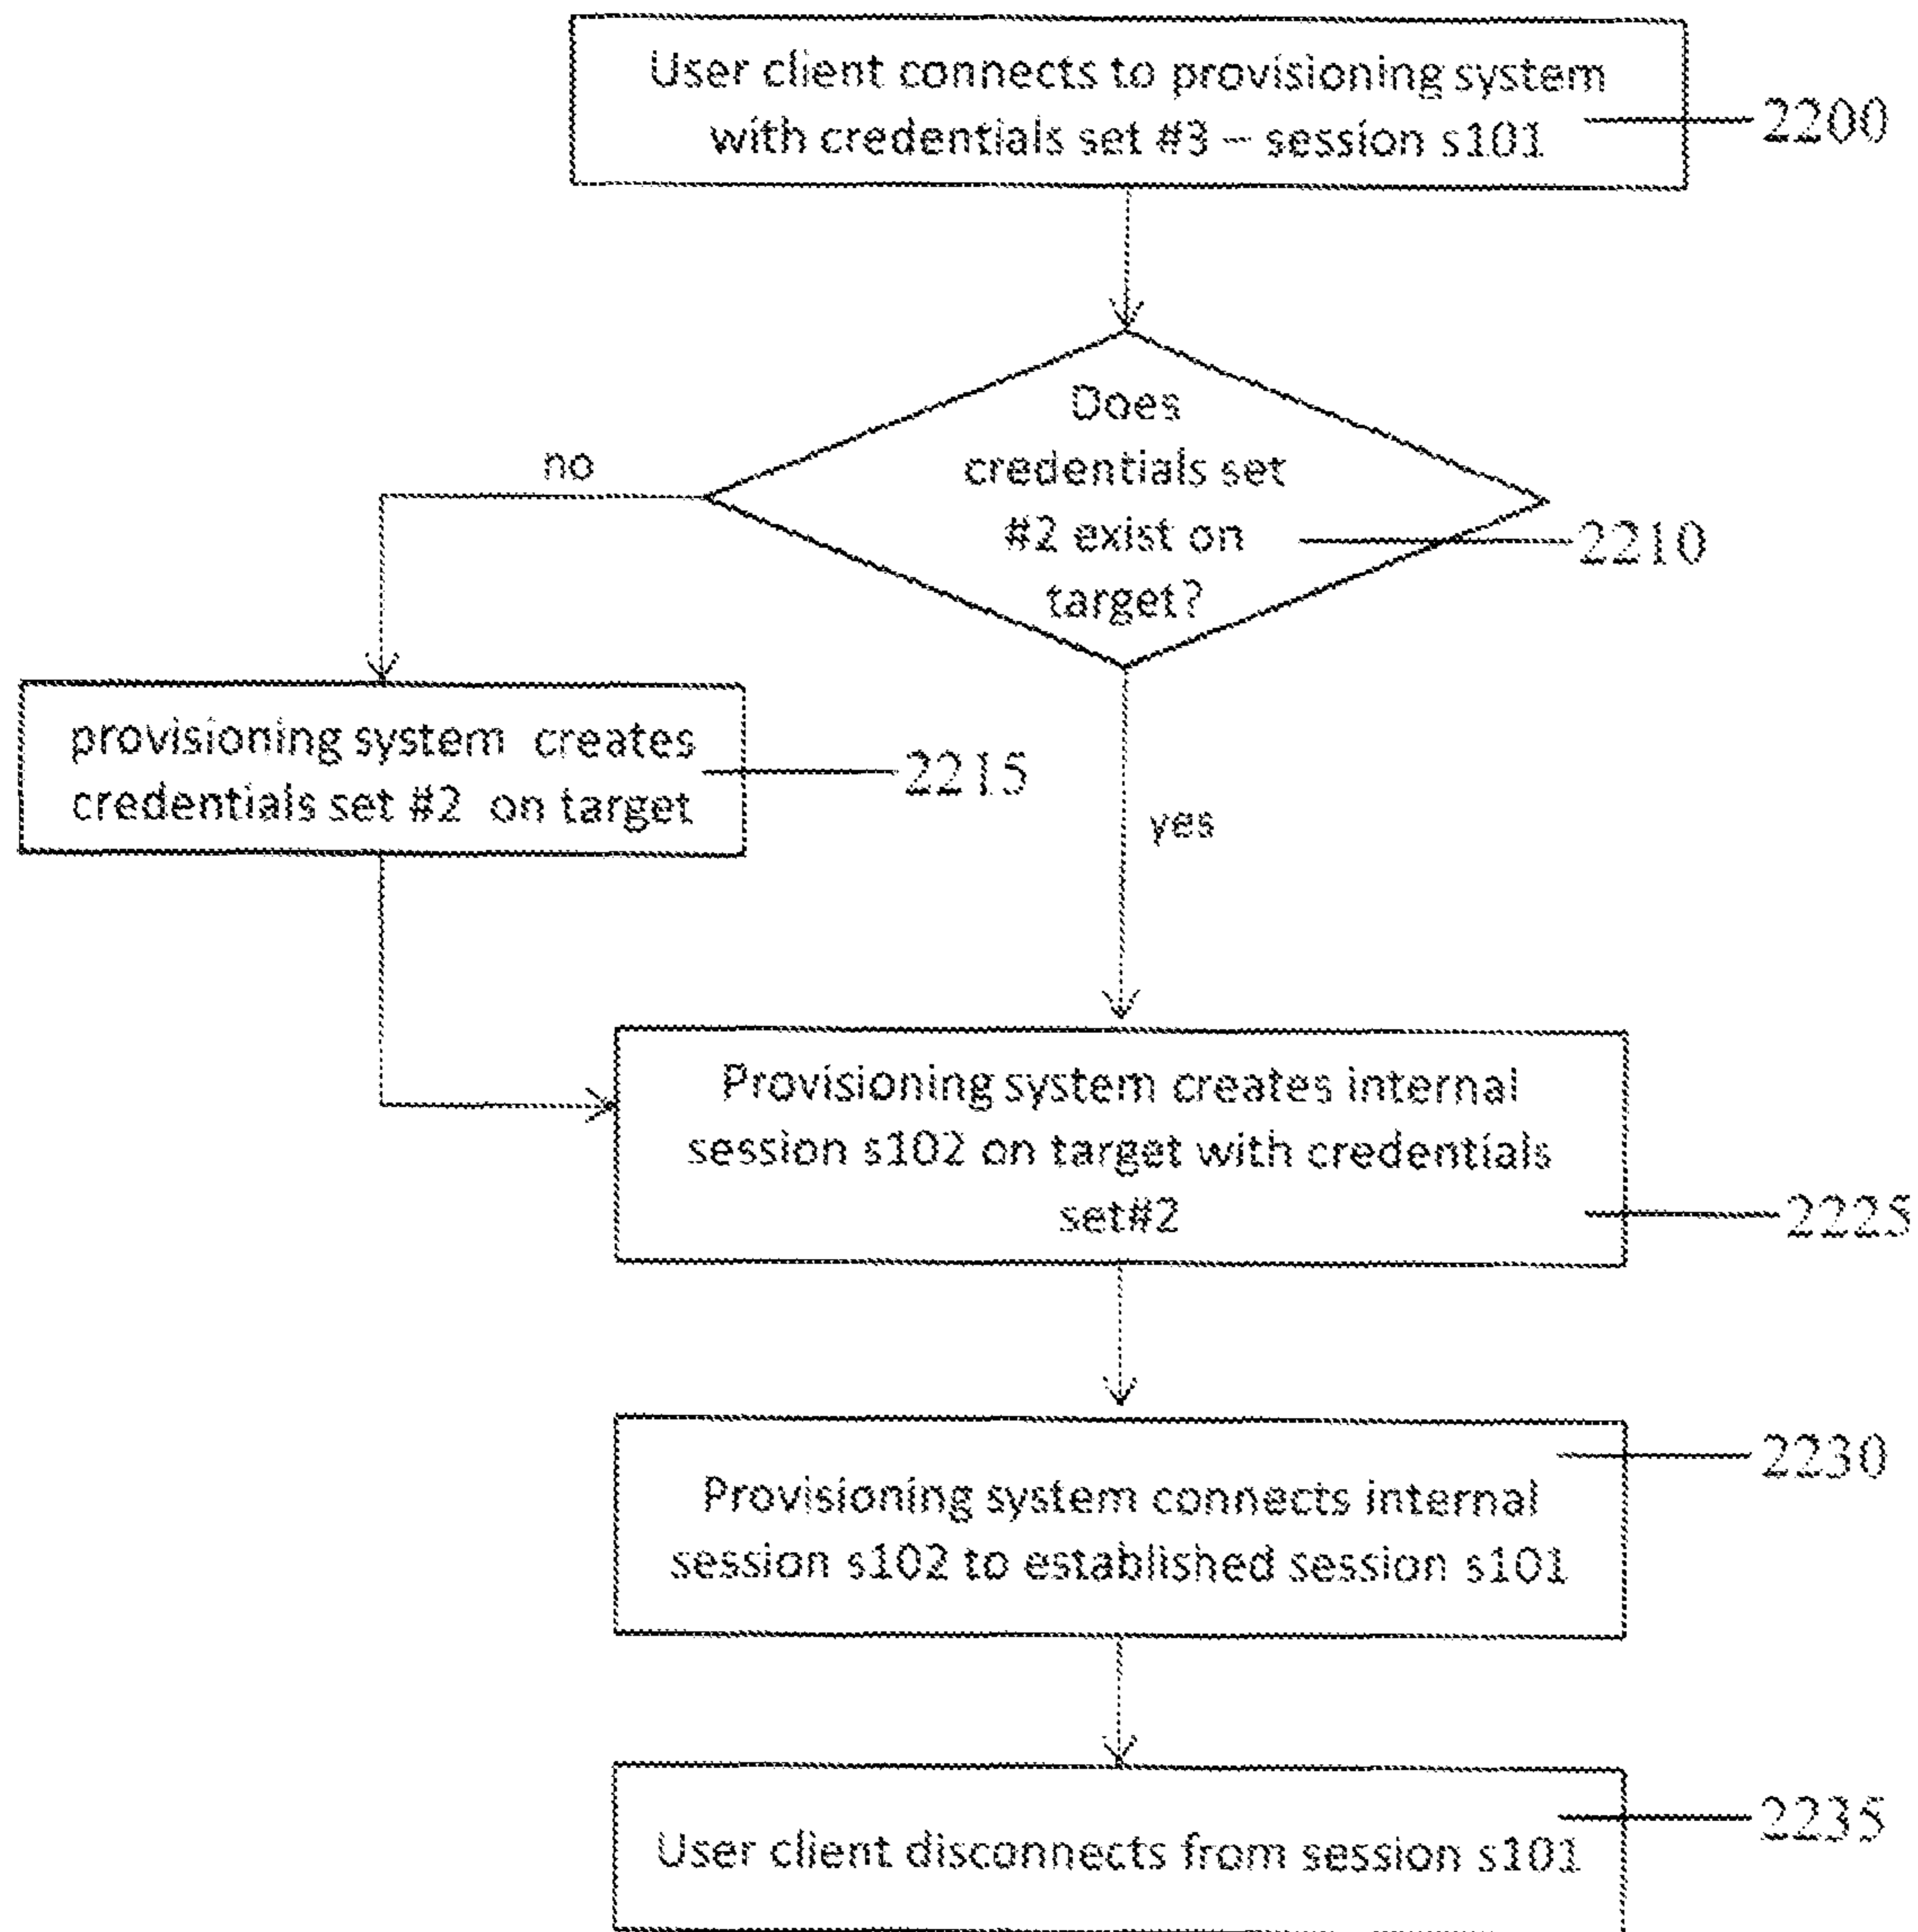 User client connects to provisioning system
with credentials set #3 – session s101
2200
Does
credentials set
#2 exist on
target?
2210
no
provisioning system creates
credentials set #2 on target
2215
yes
Provisioning system creates internal
session s102 on target with credentials
set#2
2225
2230
Provisioning system connects internal
session s102 to established session s101
2235
User client disconnects from session s101